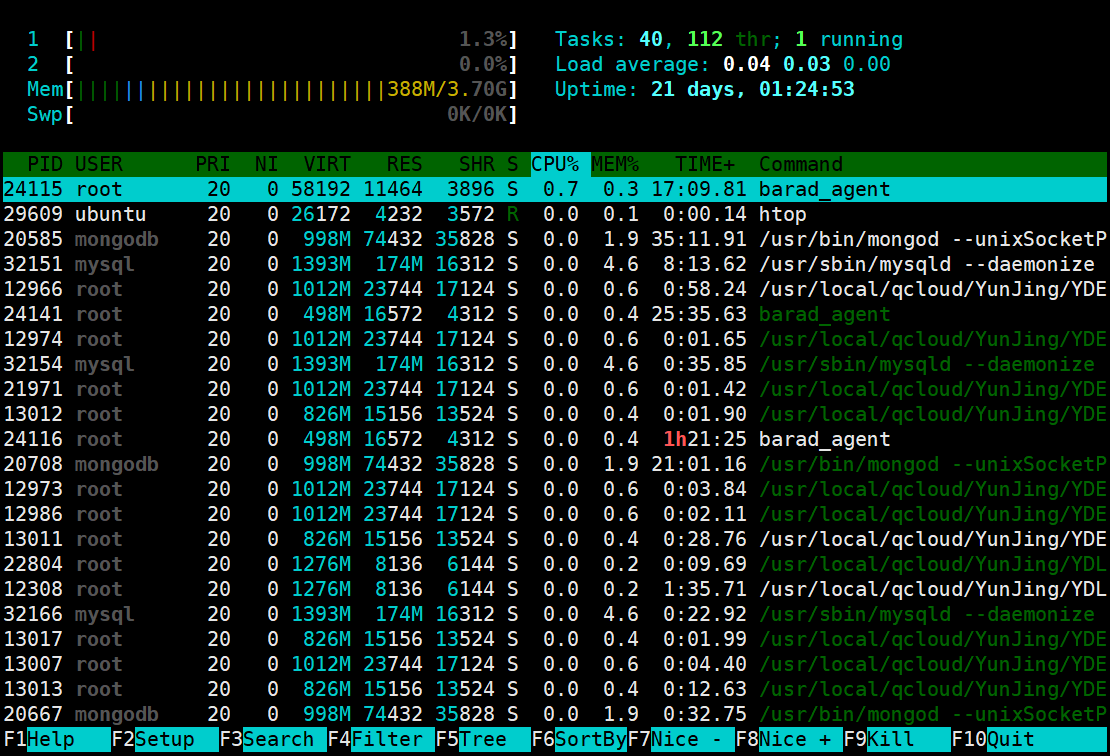 1 [|| 1.3%] Tasks: 40, 112 thr; 1 running
2 [ 0.0%] Load average: 0.04 0.03 0.00
Mem[||||||||||||||||||||||||||388M/3.70G] Uptime: 21 days, 01:24:53
Swp[ 0K/0K]
PID USER PRI NI VIRT RES SHR S CPU% MEM% TIME+ Command
24115 root 20 0 58192 11464 3896 S 0.7 0.3 17:09.81 barad_agent
29609 ubuntu 20 0 26172 4232 3572 R 0.0 0.1 0:00.14 htop
20585 mongodb 20 0 998M 74432 35828 S 0.0 1.9 35:11.91 /usr/bin/mongod --unixSocketP
32151 mysql 20 0 1393M 174M 16312 S 0.0 4.6 8:13.62 /usr/sbin/mysqld --daemonize
12966 root 20 0 1012M 23744 17124 S 0.0 0.6 0:58.24 /usr/local/qcloud/YunJing/YDE
24141 root 20 0 498M 16572 4312 S 0.0 0.4 25:35.63 barad_agent
12974 root 20 0 1012M 23744 17124 S 0.0 0.6 0:01.65 /usr/local/qcloud/YunJing/YDE
32154 mysql 20 0 1393M 174M 16312 S 0.0 4.6 0:35.85 /usr/sbin/mysqld --daemonize
21971 root 20 0 1012M 23744 17124 S 0.0 0.6 0:01.42 /usr/local/qcloud/YunJing/YDE
13012 root 20 0 826M 15156 13524 S 0.0 0.4 0:01.90 /usr/local/qcloud/YunJing/YDE
24116 root 20 0 498M 16572 4312 S 0.0 0.4 1h21:25 barad_agent
20708 mongodb 20 0 998M 74432 35828 S 0.0 1.9 21:01.16 /usr/bin/mongod --unixSocketP
12973 root 20 0 1012M 23744 17124 S 0.0 0.6 0:03.84 /usr/local/qcloud/YunJing/YDE
12986 root 20 0 1012M 23744 17124 S 0.0 0.6 0:02.11 /usr/local/qcloud/YunJing/YDE
13011 root 20 0 826M 15156 13524 S 0.0 0.4 0:28.76 /usr/local/qcloud/YunJing/YDE
22804 root 20 0 1276M 8136 6144 S 0.0 0.2 0:09.69 /usr/local/qcloud/YunJing/YDL
12308 root 20 0 1276M 8136 6144 S 0.0 0.2 1:35.71 /usr/local/qcloud/YunJing/YDL
32166 mysql 20 0 1393M 174M 16312 S 0.0 4.6 0:22.92 /usr/sbin/mysqld --daemonize
13017 root 20 0 826M 15156 13524 S 0.0 0.4 0:01.99 /usr/local/qcloud/YunJing/YDE
13007 root 20 0 1012M 23744 17124 S 0.0 0.6 0:04.40 /usr/local/qcloud/YunJing/YDE
13013 root 20 0 826M 15156 13524 S 0.0 0.4 0:12.63 /usr/local/qcloud/YunJing/YDE
20667 mongodb 20 0 998M 74432 35828 S 0.0 1.9 0:32.75 /usr/bin/mongod --unixSocketP
F1Help F2Setup F3Search F4Filter F5Tree F6SortByF7Nice - F8Nice + F9Kill F10Quit